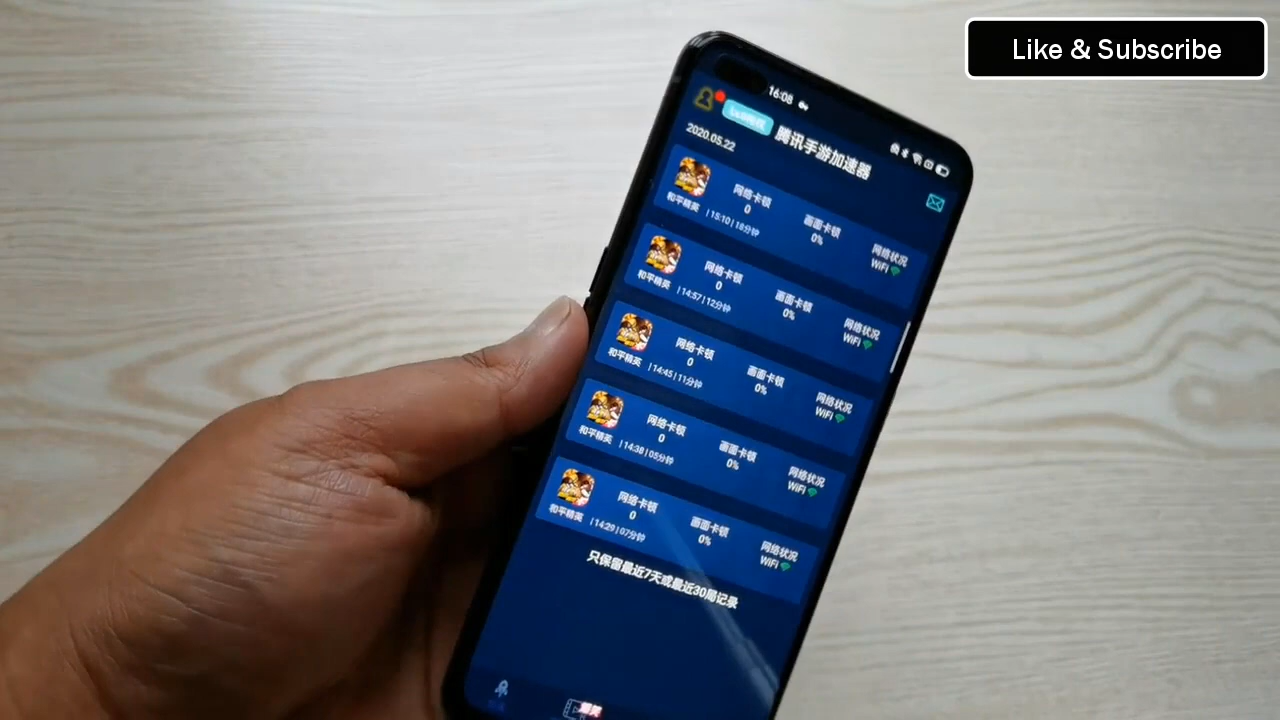 Like & Subscribe
16:08
腾讯手游加速器
2020.05.22
网络卡顿
0
画面卡顿
0%
网络状况
WiFi
和平精英 | 15:10 | 18分钟
网络卡顿
0
画面卡顿
0%
网络状况
WiFi
和平精英 | 14:57 | 12分钟
网络卡顿
0
画面卡顿
0%
网络状况
WiFi
和平精英 | 14:45 | 11分钟
网络卡顿
0
画面卡顿
0%
网络状况
WiFi
和平精英 | 14:38 | 05分钟
网络卡顿
0
画面卡顿
0%
网络状况
WiFi
和平精英 | 14:29 | 07分钟
只保留最近7天或最近30局记录